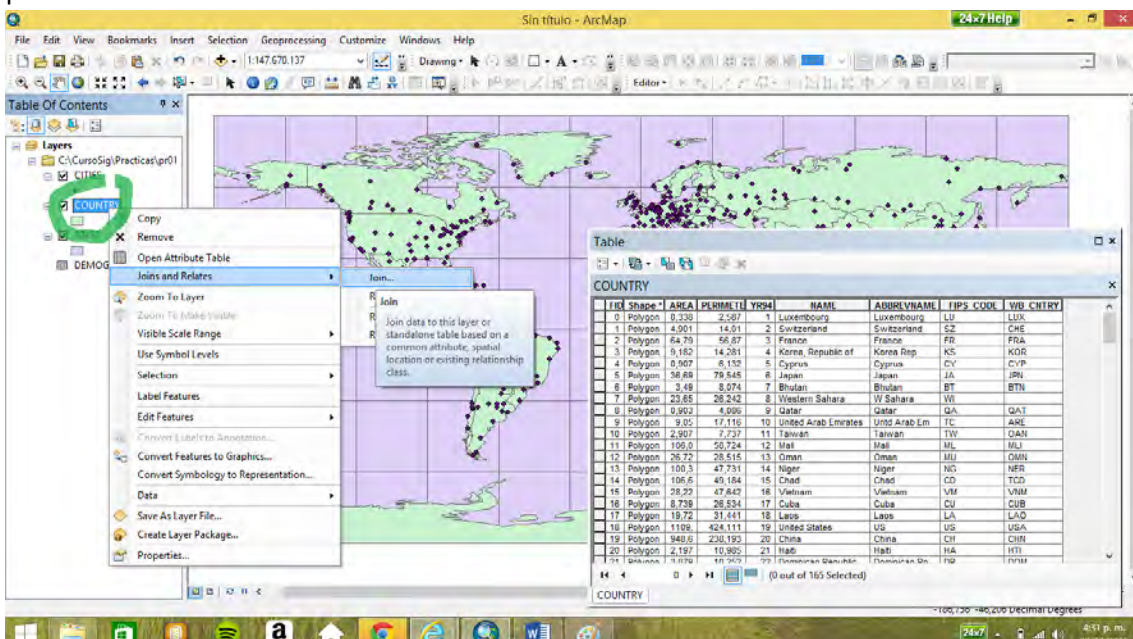 Sin título - ArcMap
24×7 Help
File Edit View Bookmarks Insert Selection Geoprocessing Customize Windows Help
1:147.670.137
Drawing
Editor
Table Of Contents
Layers
C:\CursoSig\Practicas\pr01
CITIES
COUNTRY
DEMOG
Copy
Remove
Open Attribute Table
Joins and Relates
Zoom To Layer
Zoom To Make Visible
Visible Scale Range
Use Symbol Levels
Selection
Label Features
Edit Features
Convert Labels to Annotation...
Convert Features to Graphics...
Convert Symbology to Representation...
Data
Save As Layer File...
Create Layer Package...
Properties...
Join...
R
R
R
Join
Join data to this layer or
standalone table based on a
common attribute, spatial
location or existing relationship
class.
Table
COUNTRY
FID Shape * AREA PERIMETE YR94 NAME ABBREVNAME FIPS_CODE WB_CNTRY
0 Polygon 0,338 2,587 1 Luxembourg Luxembourg LU LUX
1 Polygon 4,901 14,01 2 Switzerland Switzerland SZ CHE
2 Polygon 64,79 56,87 3 France France FR FRA
3 Polygon 9,182 14,281 4 Korea, Republic of Korea Rep KS KOR
4 Polygon 0,907 6,132 5 Cyprus Cyprus CY CYP
5 Polygon 36,69 79,545 6 Japan Japan JA JPN
6 Polygon 3,49 8,074 7 Bhutan Bhutan BT BTN
7 Polygon 23,65 26,242 8 Western Sahara W Sahara WI
8 Polygon 0,903 4,086 9 Qatar Qatar QA QAT
9 Polygon 9,05 17,116 10 United Arab Emirates Untd Arab Em TC ARE
10 Polygon 2,907 7,737 11 Taiwan Taiwan TW OAN
11 Polygon 106,0 50,724 12 Mali Mali ML MLI
12 Polygon 26,72 28,515 13 Oman Oman MU OMN
13 Polygon 100,3 47,731 14 Niger Niger NG NER
14 Polygon 106,6 49,184 15 Chad Chad CD TCD
15 Polygon 28,22 47,642 16 Vietnam Vietnam VM VNM
16 Polygon 8,739 26,534 17 Cuba Cuba CU CUB
17 Polygon 19,72 31,441 18 Laos Laos LA LAO
18 Polygon 1109, 424,111 19 United States US US USA
19 Polygon 948,6 238,193 20 China China CH CHN
20 Polygon 2,197 10,985 21 Haiti Haiti HA HTI
0
(0 out of 165 Selected)
COUNTRY
-46,206 Decimal Degrees
24×7
4:51 p. m.